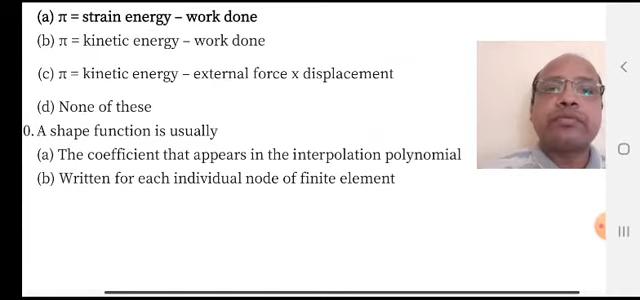 (a) π = strain energy – work done
(b) π = kinetic energy – work done
(c) π = kinetic energy – external force x displacement
(d) None of these
0. A shape function is usually
(a) The coefficient that appears in the interpolation polynomial
(b) Written for each individual node of finite element